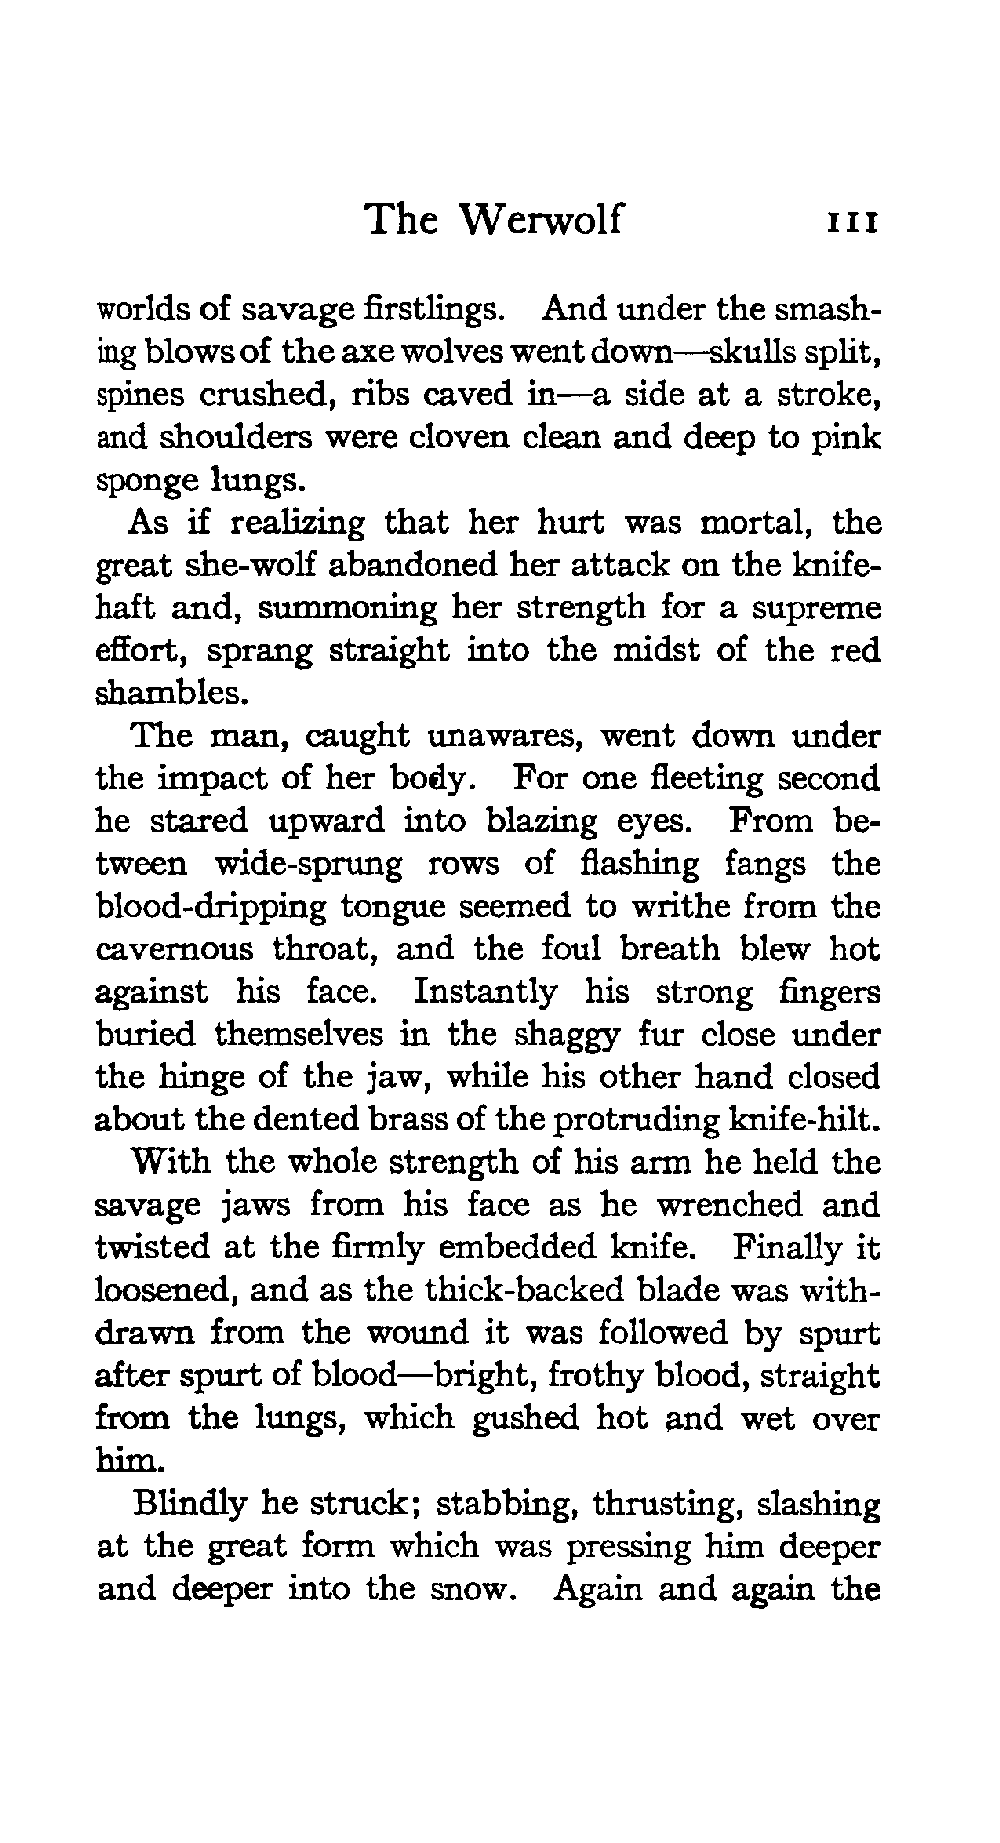 The Werwolf 111
worlds of savage firstlings. And under the smash-
ing blows of the axe wolves went down—skulls split,
spines crushed, ribs caved in—a side at a stroke,
and shoulders were cloven clean and deep to pink
sponge lungs.
As if realizing that her hurt was mortal, the
great she-wolf abandoned her attack on the knife-
haft and, summoning her strength for a supreme
effort, sprang straight into the midst of the red
shambles.
The man, caught unawares, went down under
the impact of her body. For one fleeting second
he stared upward into blazing eyes. From be-
tween wide-sprung rows of flashing fangs the
blood-dripping tongue seemed to writhe from the
cavernous throat, and the foul breath blew hot
against his face. Instantly his strong fingers
buried themselves in the shaggy fur close under
the hinge of the jaw, while his other hand closed
about the dented brass of the protruding knife-hilt.
With the whole strength of his arm he held the
savage jaws from his face as he wrenched and
twisted at the firmly embedded knife. Finally it
loosened, and as the thick-backed blade was with-
drawn from the wound it was followed by spurt
after spurt of blood—bright, frothy blood, straight
from the lungs, which gushed hot and wet over
him.
Blindly he struck; stabbing, thrusting, slashing
at the great form which was pressing him deeper
and deeper into the snow. Again and again the